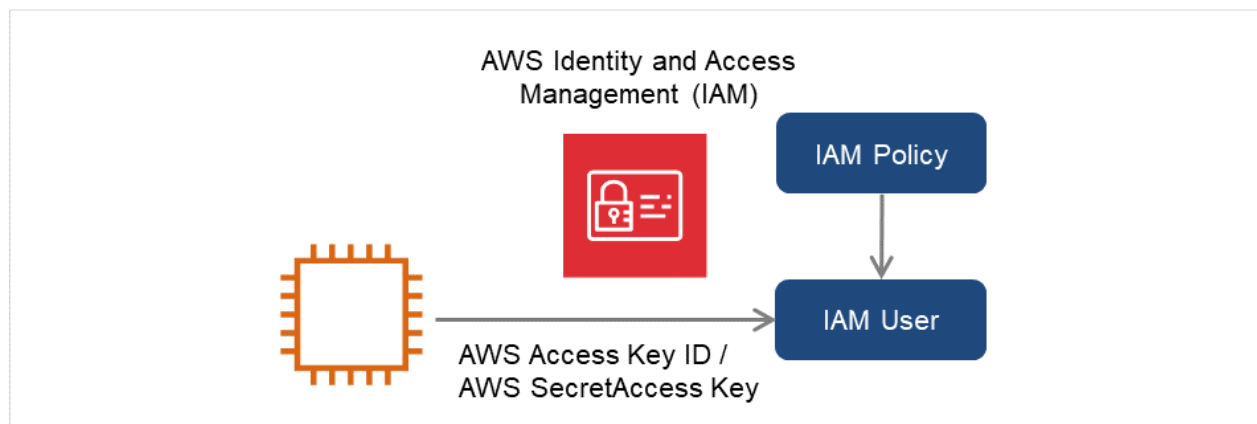 AWS Identity and Access
Management (IAM)
IAM Policy
IAM User
AWS Access Key ID /
AWS SecretAccess Key